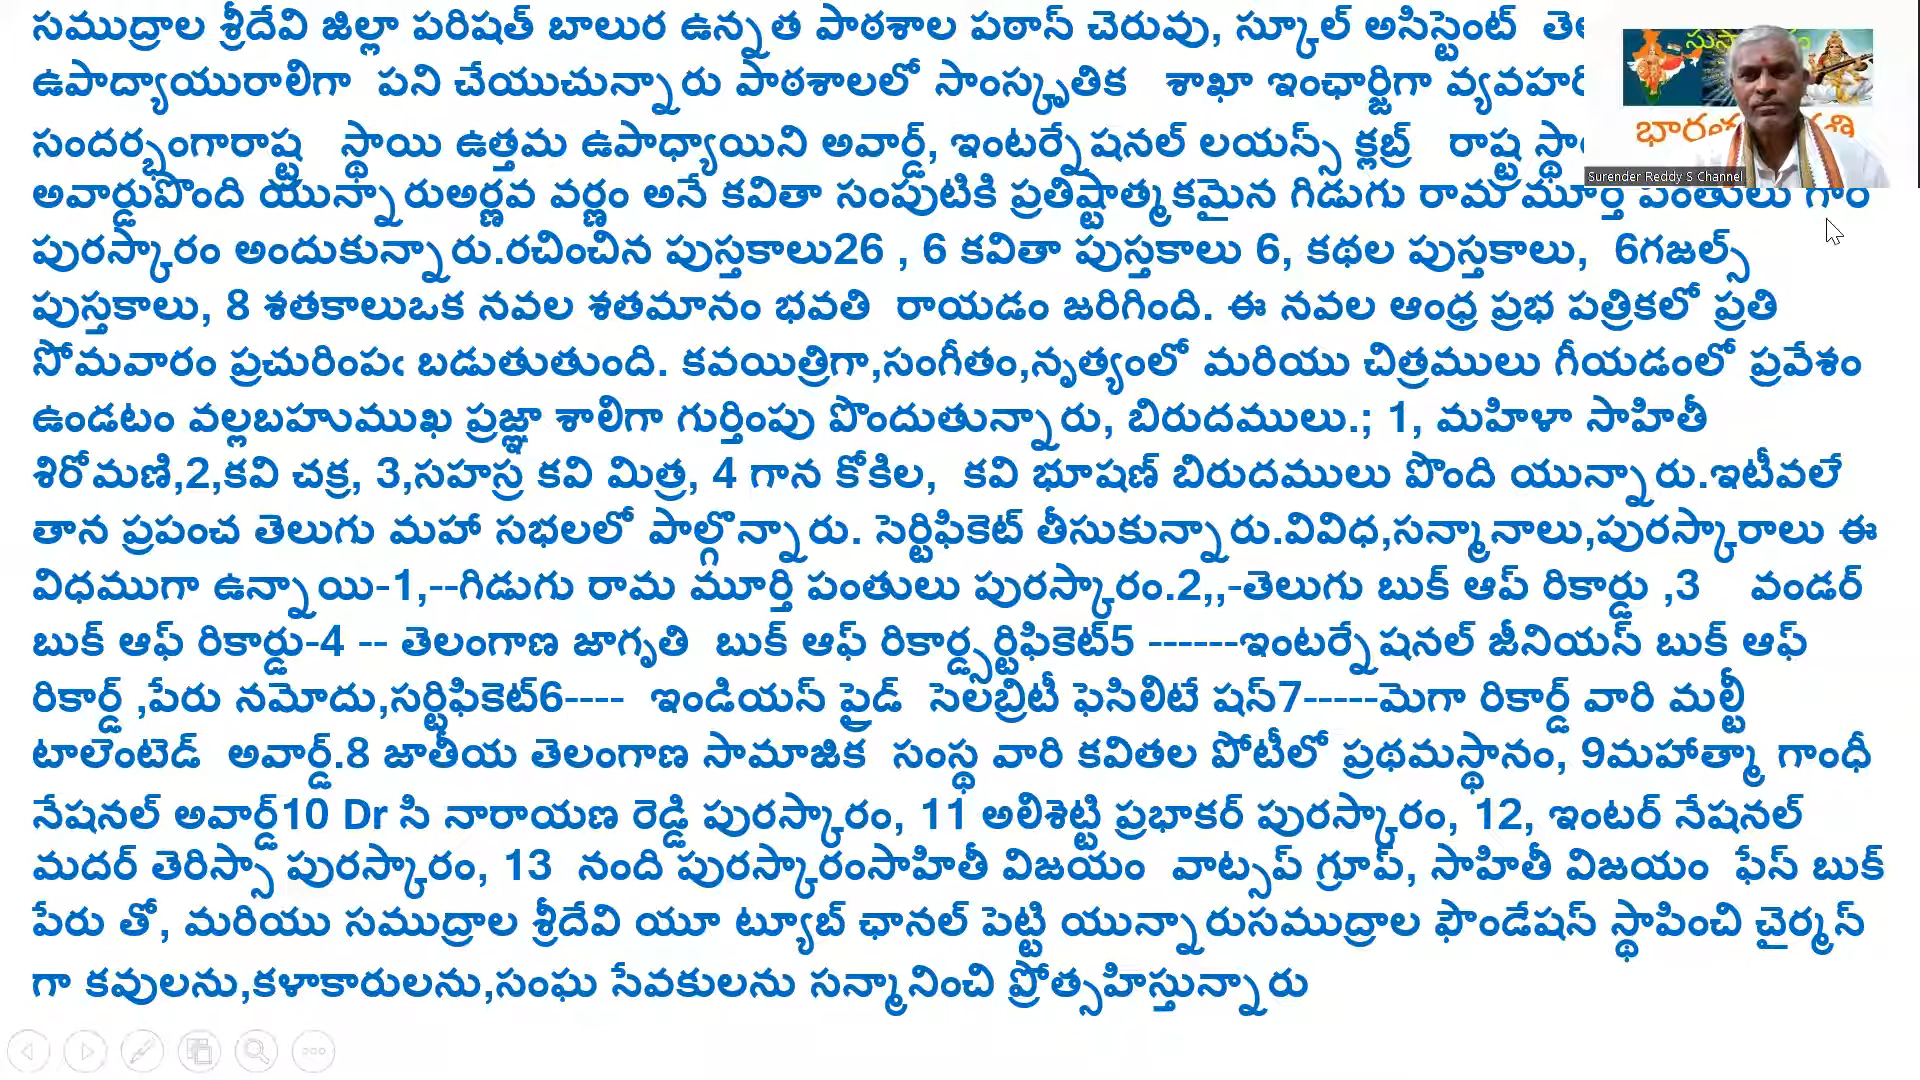 సముద్రాల శ్రీదేవి జిల్లా పరిషత్ బాలుర ఉన్నత పాఠశాల పఠాన్ చెరువు, స్కూల్ అసిస్టెంట్
ఉపాద్యాయురాలిగా పని చేయుచున్నారు పాఠశాలలో సాంస్కృతిక శాఖా ఇంఛార్జిగా
సందర్భంగారాష్ట్ర స్థాయి ఉత్తమ ఉపాధ్యాయిని అవార్డ్, ఇంటర్నేషనల్ లయన్స్ క్లబ్ర్ రాష్ట్ర
అవార్డుపొంది యున్నారుఅర్ణవ వర్ణం అనే కవితా సంపుటికి ప్రతిష్టాత్మకమైన గిడుగు రామ మూర్తి పంతులు గారి
పురస్కారం అందుకున్నారు.రచించిన పుస్తకాలు26 , 6 కవితా పుస్తకాలు 6, కథల పుస్తకాలు, 6గజల్స్
పుస్తకాలు, 8 శతకాలుఒక నవల శతమానం భవతి రాయడం జరిగింది. ఈ నవల ఆంధ్ర ప్రభ పత్రికలో ప్రతి
సోమవారం ప్రచురింపఁ బడుతుతుంది. కవయిత్రిగా,సంగీతం,నృత్యంలో మరియు చిత్రములు గీయడంలో ప్రవేశం
ఉండటం వల్లబహుముఖ ప్రజ్ఞా శాలిగా గుర్తింపు పొందుతున్నారు, బిరుదములు.; 1, మహిళా సాహితీ
శిరోమణి,2,కవి చక్ర, 3,సహస్ర కవి మిత్ర, 4 గాన కోకిల, కవి భూషణ్ బిరుదములు పొంది యున్నారు.ఇటీవలే
తాన ప్రపంచ తెలుగు మహా సభలలో పాల్గొన్నారు. సెర్టిఫికెట్ తీసుకున్నారు.వివిధ,సన్మానాలు,పురస్కారాలు ఈ
విధముగా ఉన్నాయి-1,--గిడుగు రామ మూర్తి పంతులు పురస్కారం.2,,-తెలుగు బుక్ ఆప్ రికార్డు ,3 వండర్
బుక్ ఆఫ్ రికార్డు-4 -- తెలంగాణ జాగృతి బుక్ ఆఫ్ రికార్డ్సర్టిఫికెట్5 ------ఇంటర్నేషనల్ జీనియస్ బుక్ ఆఫ్
రికార్డ్ ,పేరు నమోదు,సర్టిఫికెట్6---- ఇండియన్ ప్రైడ్ సెలబ్రిటీ ఫెసిలిటే షన్7-----మెగా రికార్డ్ వారి మల్టీ
టాలెంటెడ్ అవార్డ్.8 జాతీయ తెలంగాణ సామాజిక సంస్థ వారి కవితల పోటీలో ప్రథమస్థానం, 9మహాత్మా గాంధీ
నేషనల్ అవార్డ్10 Dr సి నారాయణ రెడ్డి పురస్కారం, 11 అలిశెట్టి ప్రభాకర్ పురస్కారం, 12, ఇంటర్ నేషనల్
మదర్ తెరిస్సా పురస్కారం, 13 నంది పురస్కారంసాహితీ విజయం వాట్సప్ గ్రూప్, సాహితీ విజయం ఫేస్ బుక్
పేరు తో, మరియు సముద్రాల శ్రీదేవి యూ ట్యూబ్ ఛానల్ పెట్టి యున్నారుసముద్రాల ఫౌండేషన్ స్థాపించి చైర్మన్
గా కవులను,కళాకారులను,సంఘ సేవకులను సన్మానించి ప్రోత్సహిస్తున్నారు
Surender Reddy S Channel